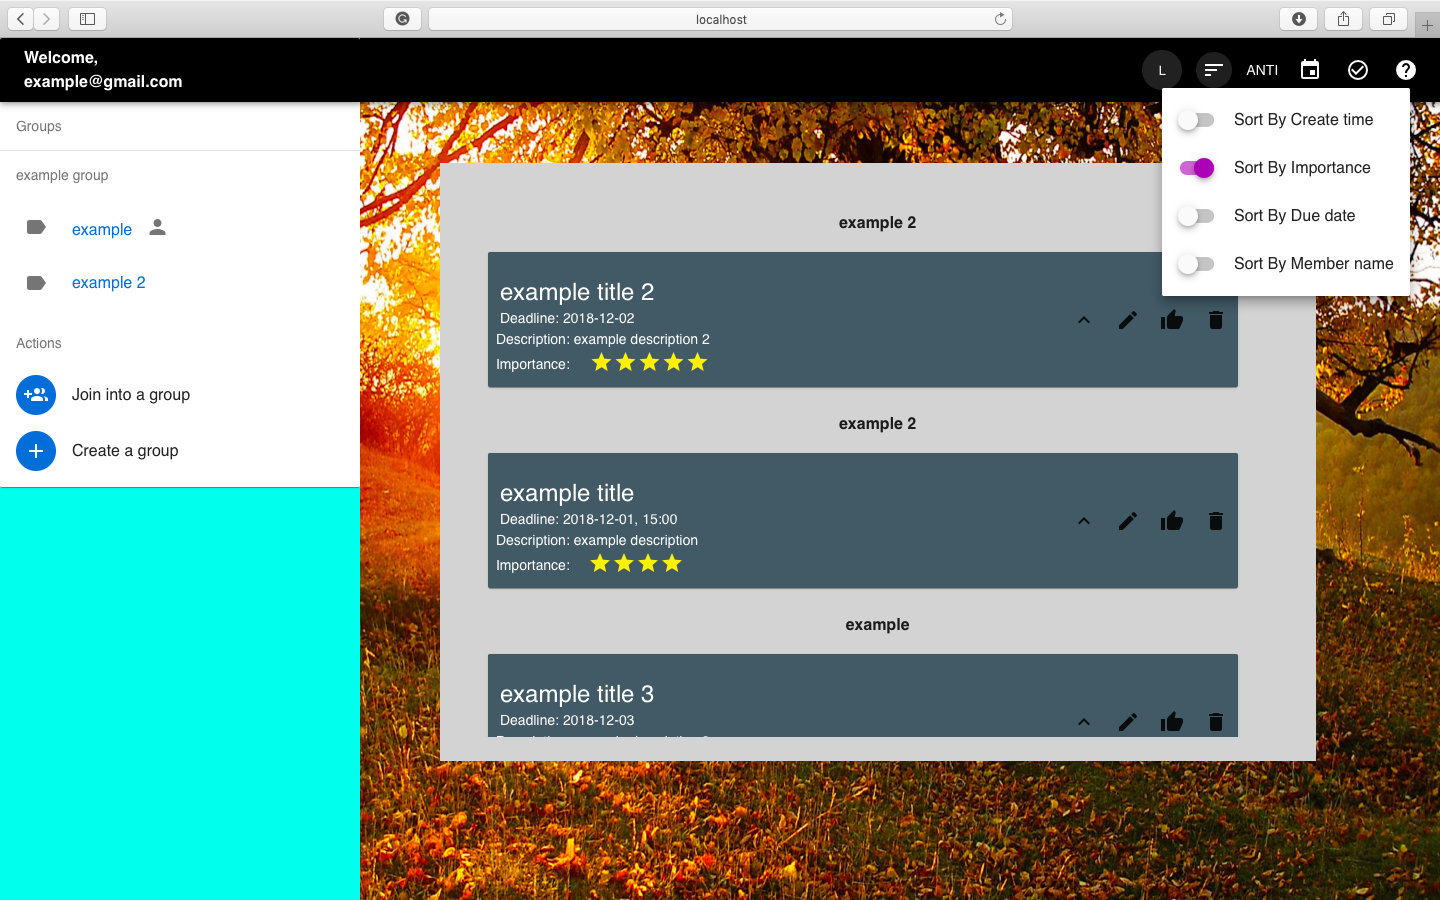 localhost
Welcome,
example@gmail.com
L
ANTI
Groups
example group
example
example 2
Actions
Join into a group
Create a group
Sort By Create time
Sort By Importance
Sort By Due date
Sort By Member name
example 2
example title 2
Deadline: 2018-12-02
Description: example description 2
Importance:
example 2
example title
Deadline: 2018-12-01, 15:00
Description: example description
Importance:
example
example title 3
Deadline: 2018-12-03